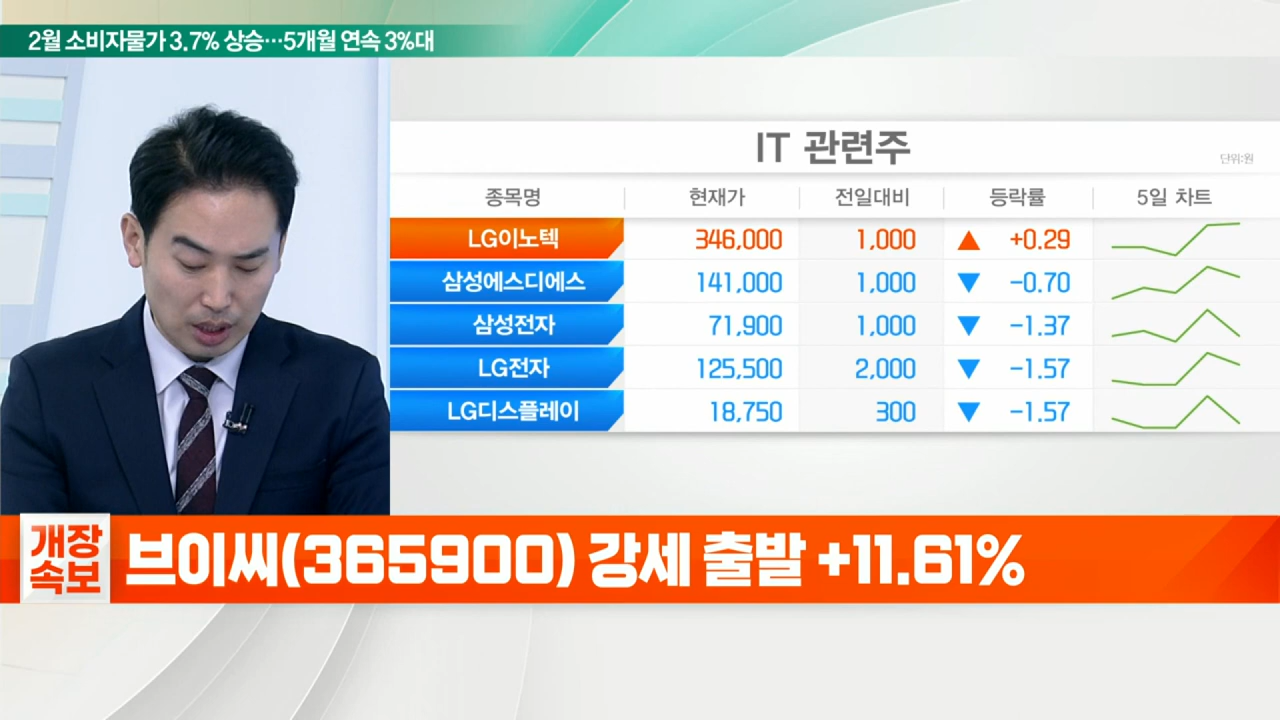 2월 소비자물가 3.7% 상승…5개월 연속 3%대
IT 관련주
단위:원
종목명 현재가 전일대비 등락률 5일 차트
LG이노텍 346,000 1,000 ▲ +0.29
삼성에스디에스 141,000 1,000 ▼ -0.70
삼성전자 71,900 1,000 ▼ -1.37
LG전자 125,500 2,000 ▼ -1.57
LG디스플레이 18,750 300 ▼ -1.57
개장
속보
브이씨(365900) 강세 출발 +11.61%